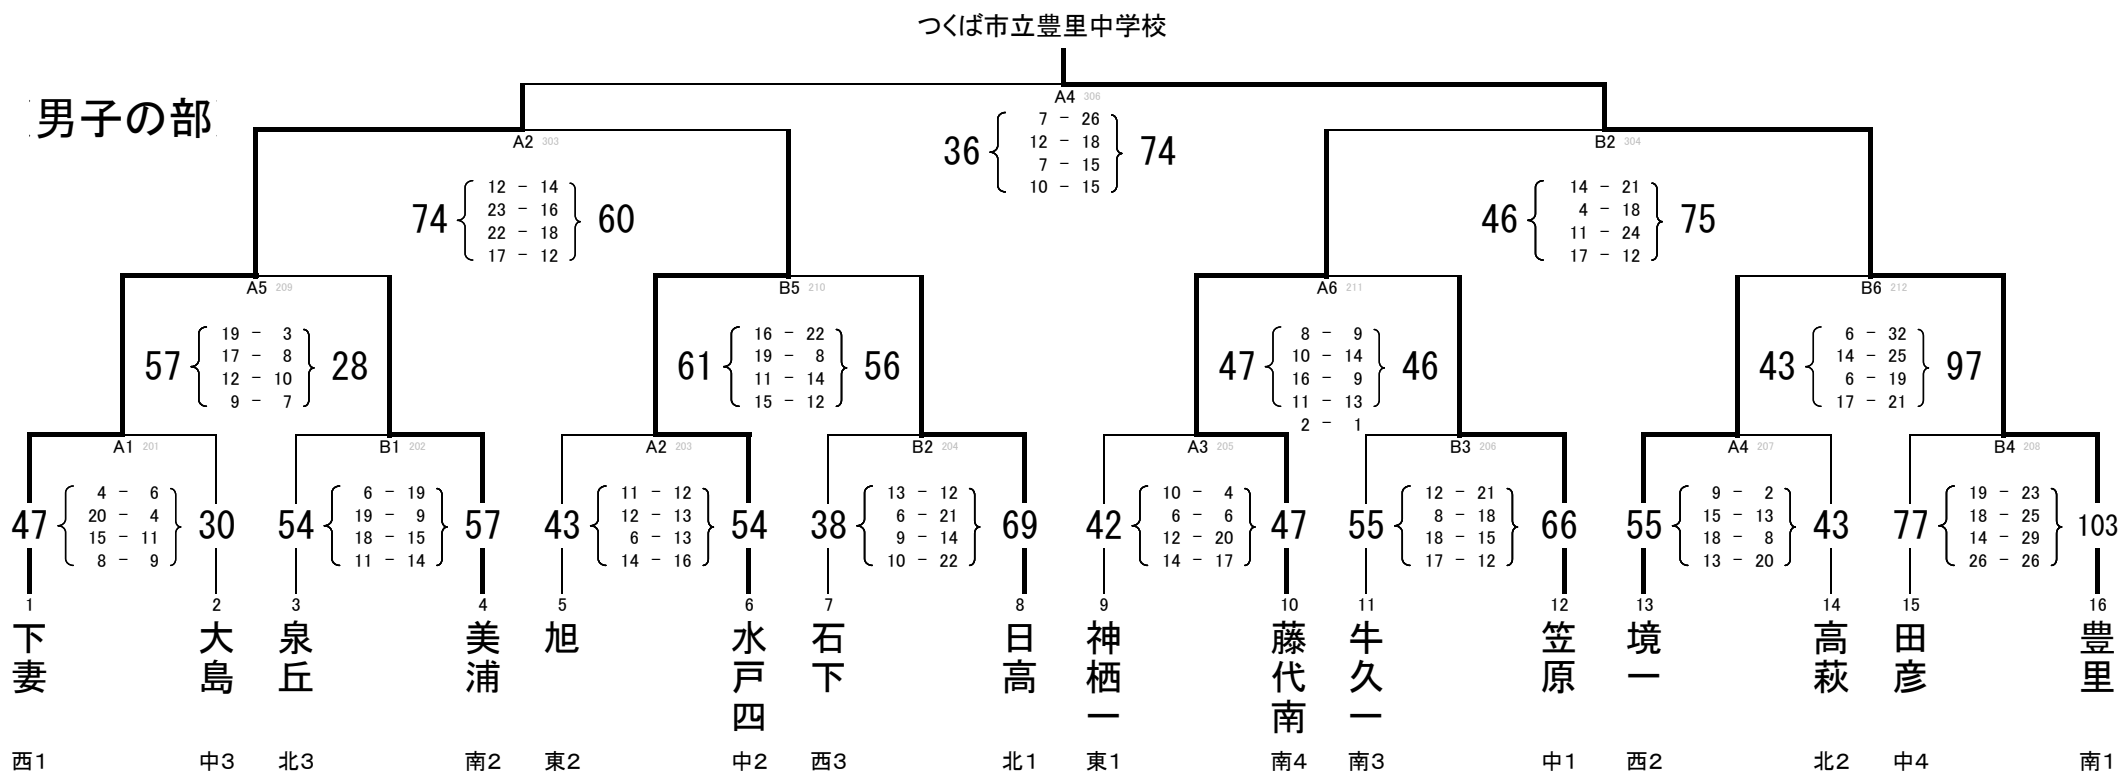 つくば市立豊里中学校
男子の部
A4 306
7 - 26
36 12 - 18 74
7 - 15
10 - 15
A2 303
12 - 14
74 23 - 16 60
22 - 18
17 - 12
B2 304
14 - 21
46 4 - 18 75
11 - 24
17 - 12
A5 209
19 - 3
57 17 - 8 28
12 - 10
9 - 7
B5 210
16 - 22
61 19 - 8 56
11 - 14
15 - 12
A6 211
8 - 9
47 10 - 14 46
16 - 9
11 - 13
2 - 1
B6 212
6 - 32
43 14 - 25 97
6 - 19
17 - 21
A1 201
4 - 6
47 20 - 4 30
15 - 11
8 - 9
B1 202
6 - 19
54 19 - 9 57
18 - 15
11 - 14
A2 203
11 - 12
43 12 - 13 54
6 - 13
14 - 16
B2 204
13 - 12
38 6 - 21 69
9 - 14
10 - 22
A3 205
10 - 4
42 6 - 6 47
12 - 20
14 - 17
B3 206
12 - 21
55 8 - 18 66
18 - 15
17 - 12
A4 207
9 - 2
55 15 - 13 43
18 - 8
13 - 20
B4 208
19 - 23
77 18 - 25 103
14 - 29
26 - 26
1 2 3 4 5 6 7 8 9 10 11 12 13 14 15 16
下妻
大島
泉丘
美浦
旭
水戸四
石下
日高
神栖一
藤代南
牛久一
笠原
境一
高萩
田彦
豊里
西1 中3 北3 南2 東2 中2 西3 北1 東1 南4 南3 中1 西2 北2 中4 南1